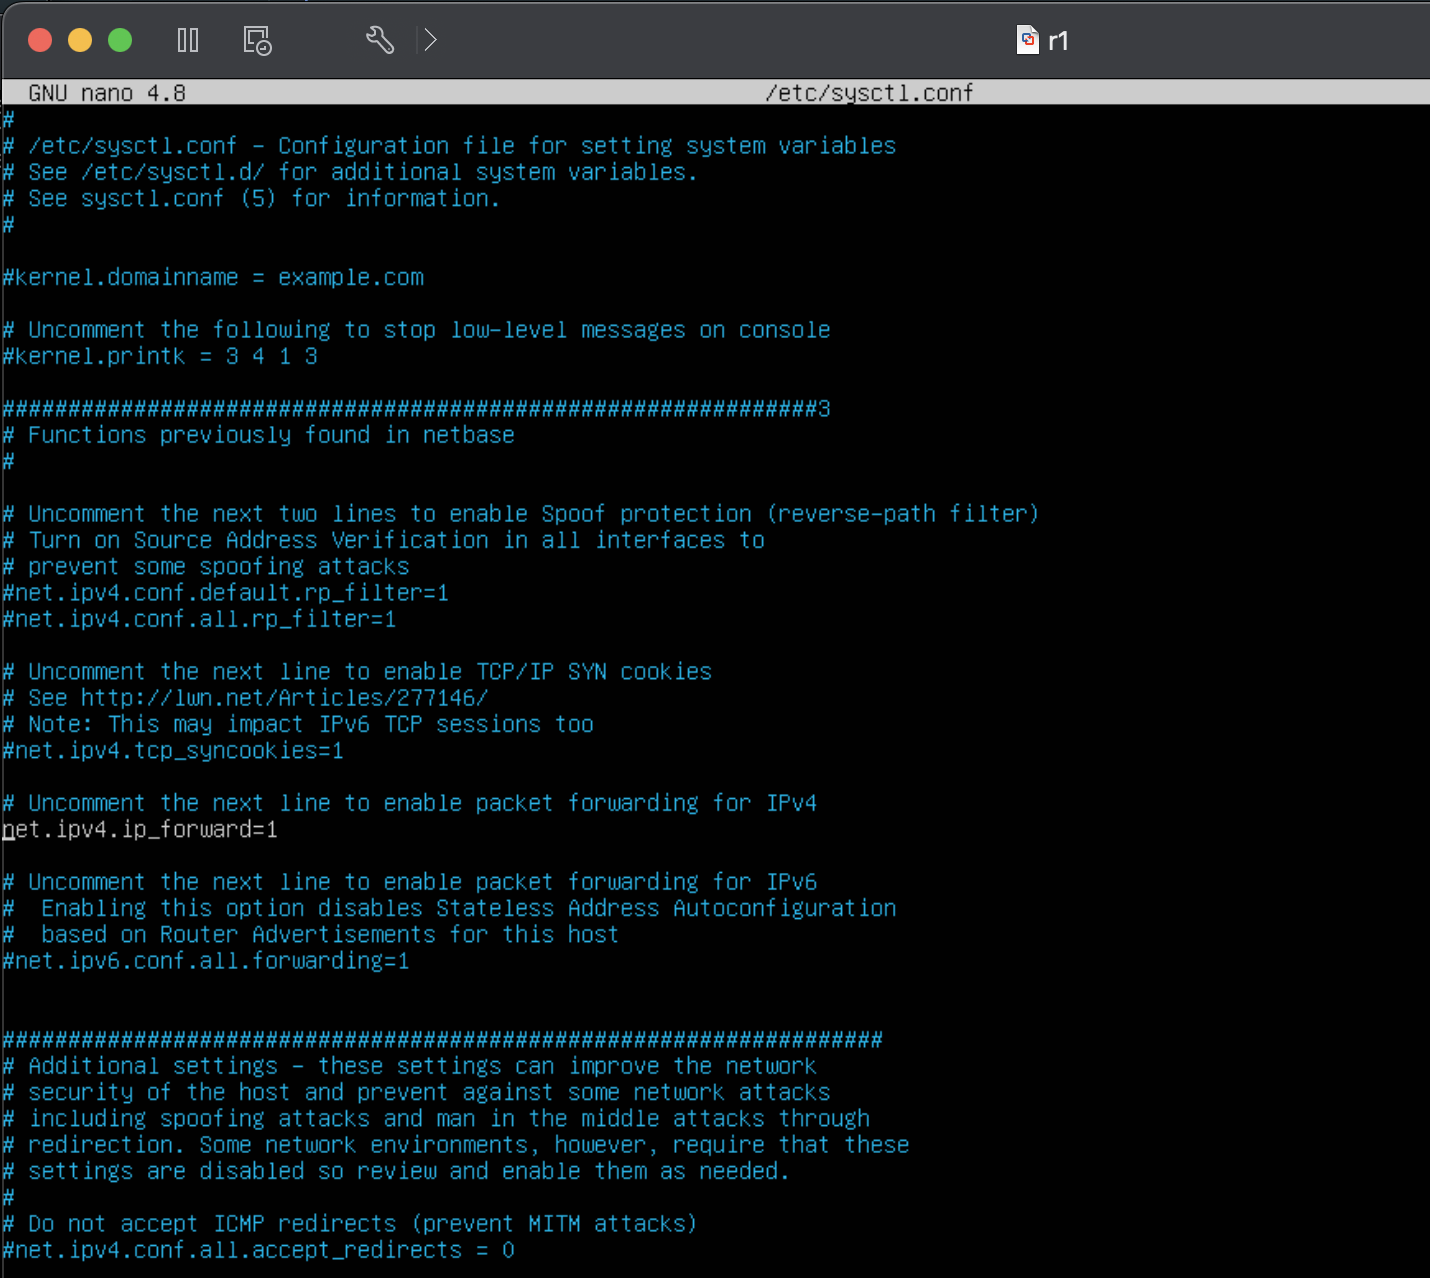 r1
GNU nano 4.8 /etc/sysctl.conf
#
# /etc/sysctl.conf - Configuration file for setting system variables
# See /etc/sysctl.d/ for additional system variables.
# See sysctl.conf (5) for information.
#
#kernel.domainname = example.com
# Uncomment the following to stop low-level messages on console
#kernel.printk = 3 4 1 3
##############################################################3
# Functions previously found in netbase
#
# Uncomment the next two lines to enable Spoof protection (reverse-path filter)
# Turn on Source Address Verification in all interfaces to
# prevent some spoofing attacks
#net.ipv4.conf.default.rp_filter=1
#net.ipv4.conf.all.rp_filter=1
# Uncomment the next line to enable TCP/IP SYN cookies
# See http://lwn.net/Articles/277146/
# Note: This may impact IPv6 TCP sessions too
#net.ipv4.tcp_syncookies=1
# Uncomment the next line to enable packet forwarding for IPv4
net.ipv4.ip_forward=1
# Uncomment the next line to enable packet forwarding for IPv6
#  Enabling this option disables Stateless Address Autoconfiguration
#  based on Router Advertisements for this host
#net.ipv6.conf.all.forwarding=1
###################################################################
# Additional settings - these settings can improve the network
# security of the host and prevent against some network attacks
# including spoofing attacks and man in the middle attacks through
# redirection. Some network environments, however, require that these
# settings are disabled so review and enable them as needed.
#
# Do not accept ICMP redirects (prevent MITM attacks)
#net.ipv4.conf.all.accept_redirects = 0